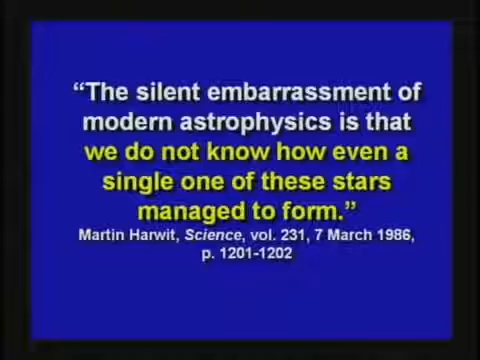 “The silent embarrassment of
modern astrophysics is that
we do not know how even a
single one of these stars
managed to form.”
Martin Harwit, Science, vol. 231, 7 March 1986,
p. 1201-1202